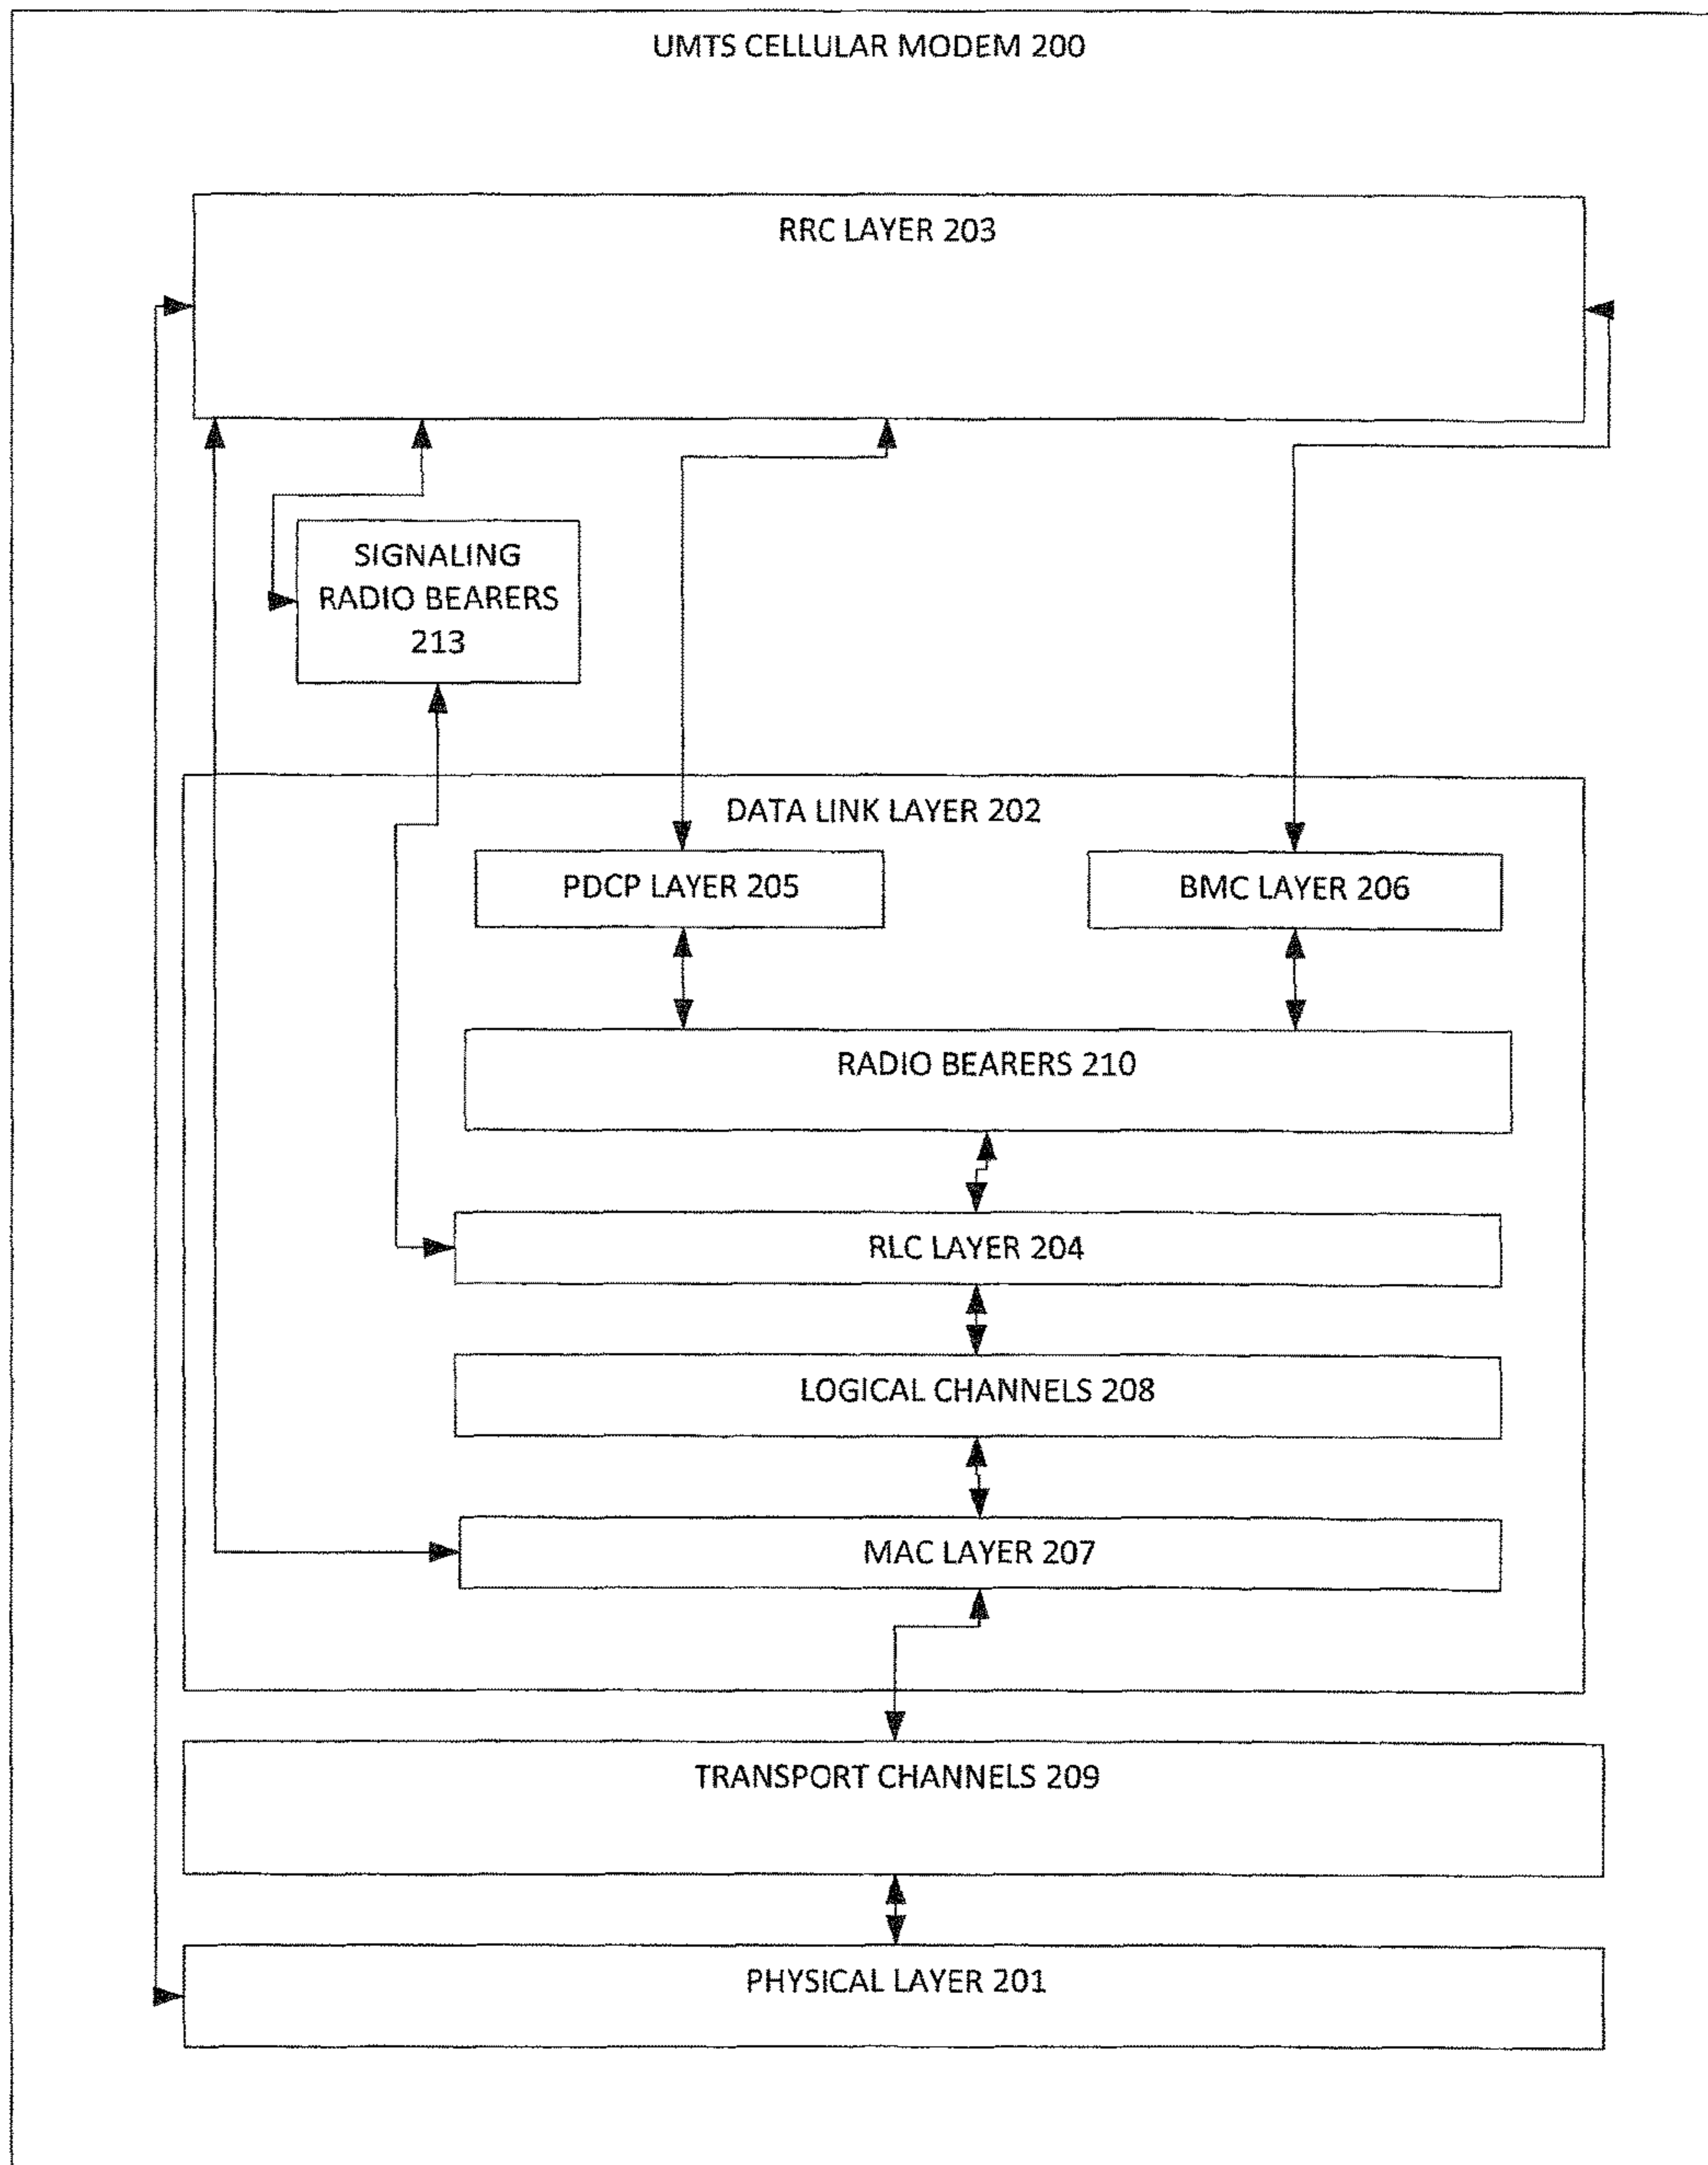 UMTS CELLULAR MODEM 200
RRC LAYER 203
SIGNALING
RADIO BEARERS
213
DATA LINK LAYER 202
PDCP LAYER 205
BMC LAYER 206
RADIO BEARERS 210
RLC LAYER 204
LOGICAL CHANNELS 208
MAC LAYER 207
TRANSPORT CHANNELS 209
PHYSICAL LAYER 201